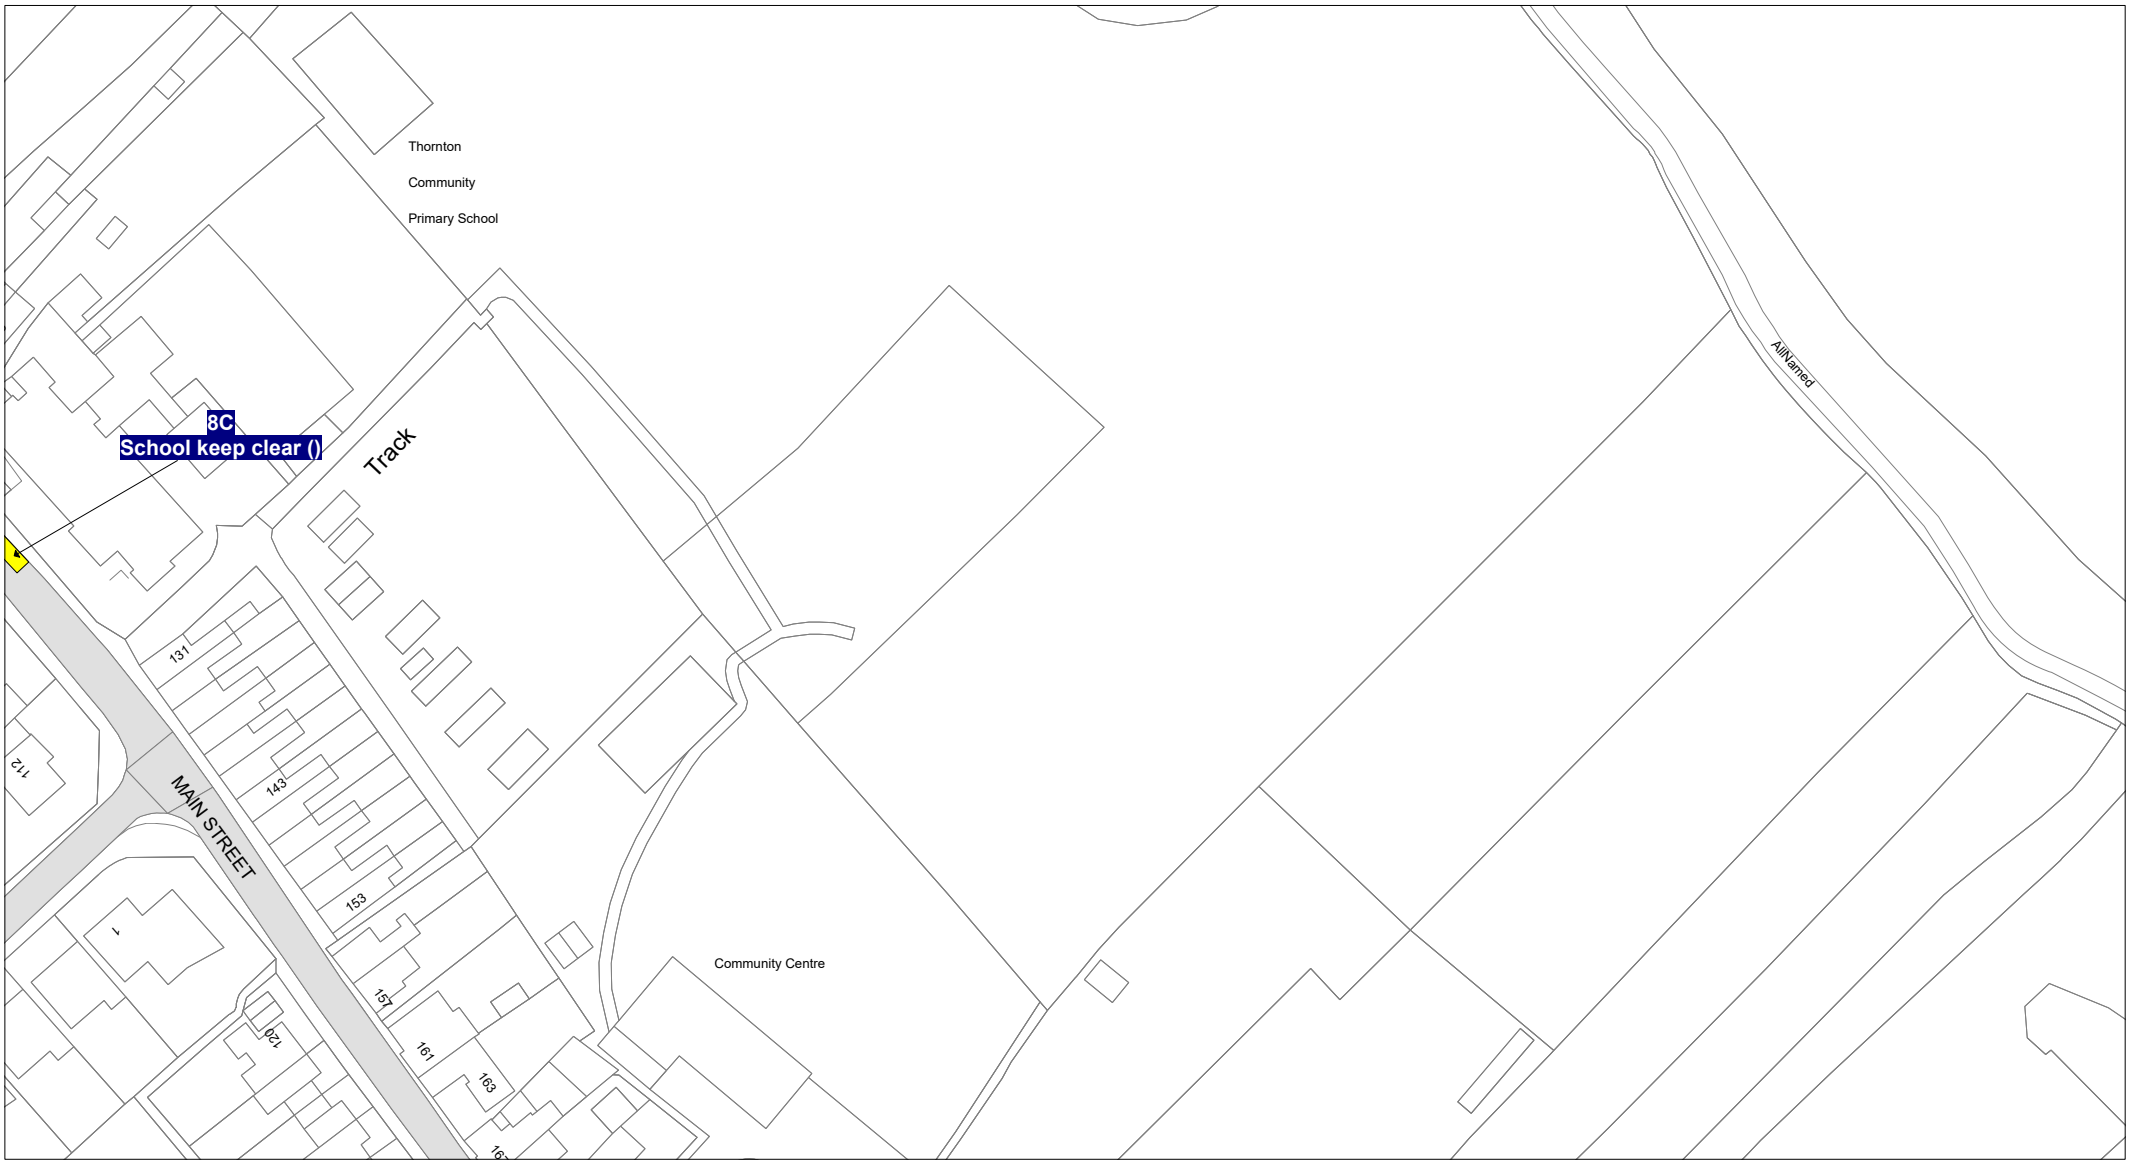 Thornton
Community
Primary School
AllNamed
8C
School keep clear ()
Track
131
112
143
MAIN STREET
153
1
Community Centre
157
120
161
163